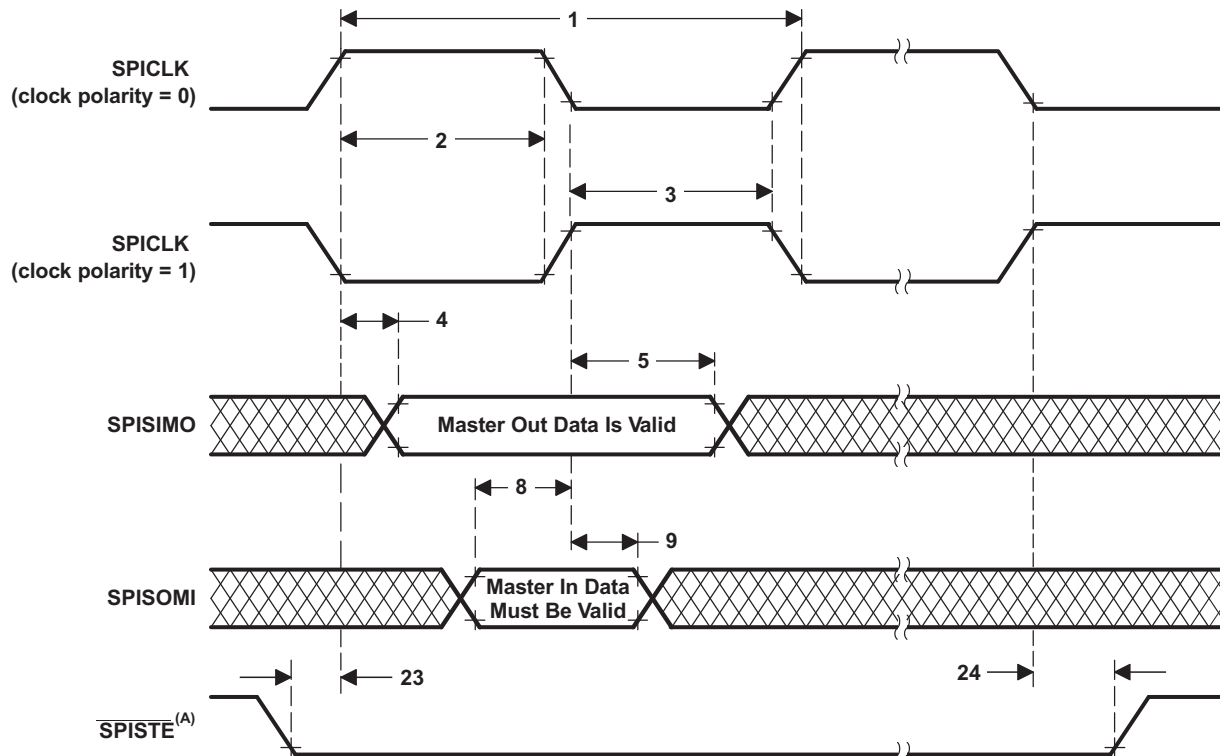 1
SPICLK
(clock polarity = 0)
2
3
SPICLK
(clock polarity = 1)
4
5
SPISIMO
Master Out Data Is Valid
8
9
SPISOMI
Master In Data
Must Be Valid
23
24
SPISTE(A)